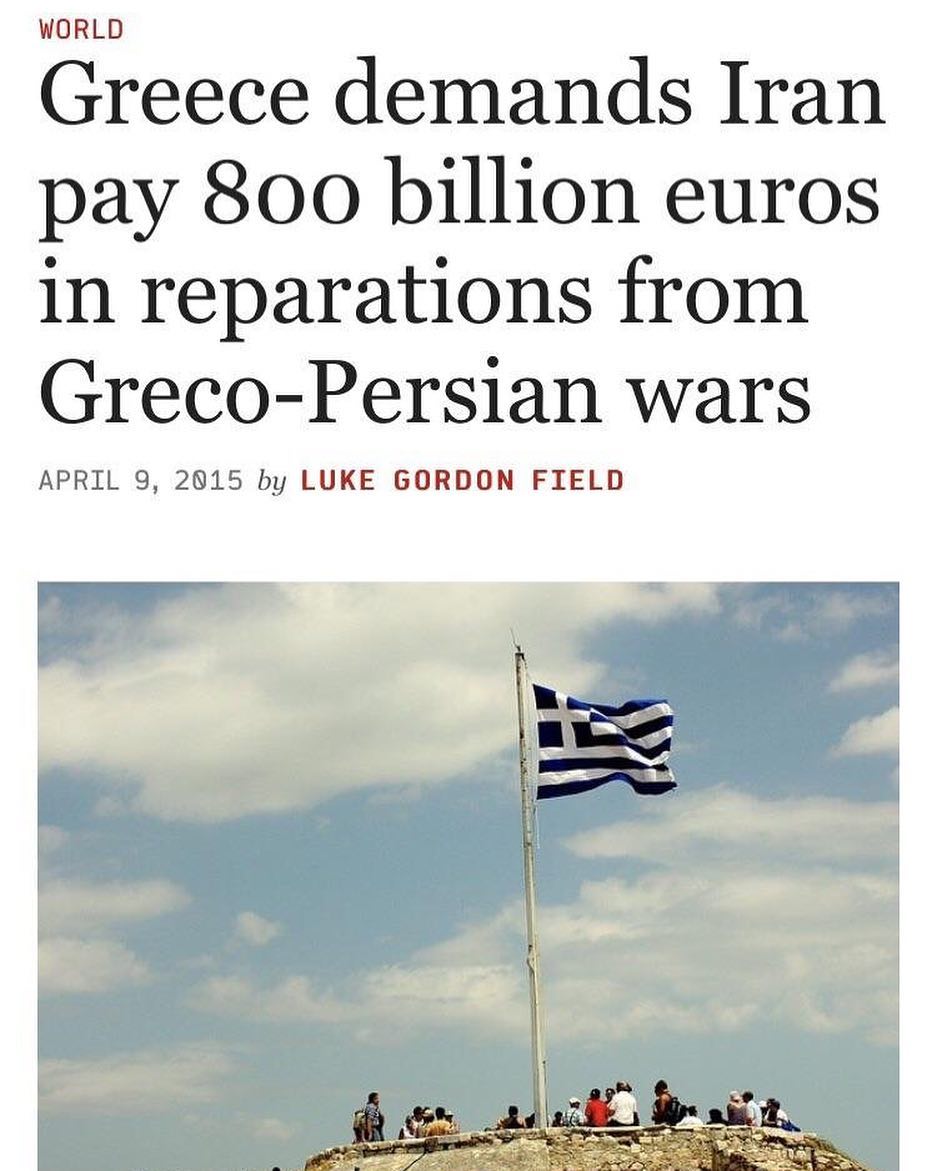 WORLD
Greece demands Iran
pay 800 billion euros
in reparations from
Greco-Persian wars
APRIL 9, 2015 by LUKE GORDON FIELD